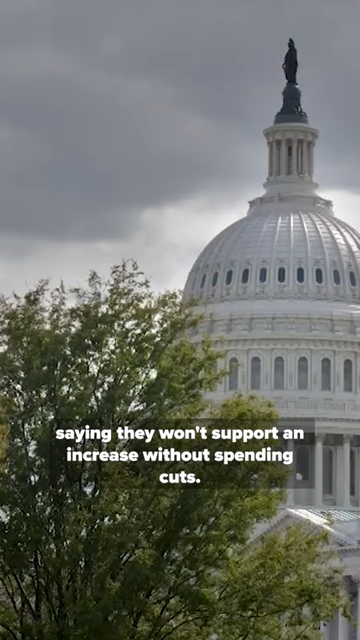 saying they won't support an
increase without spending
cuts.